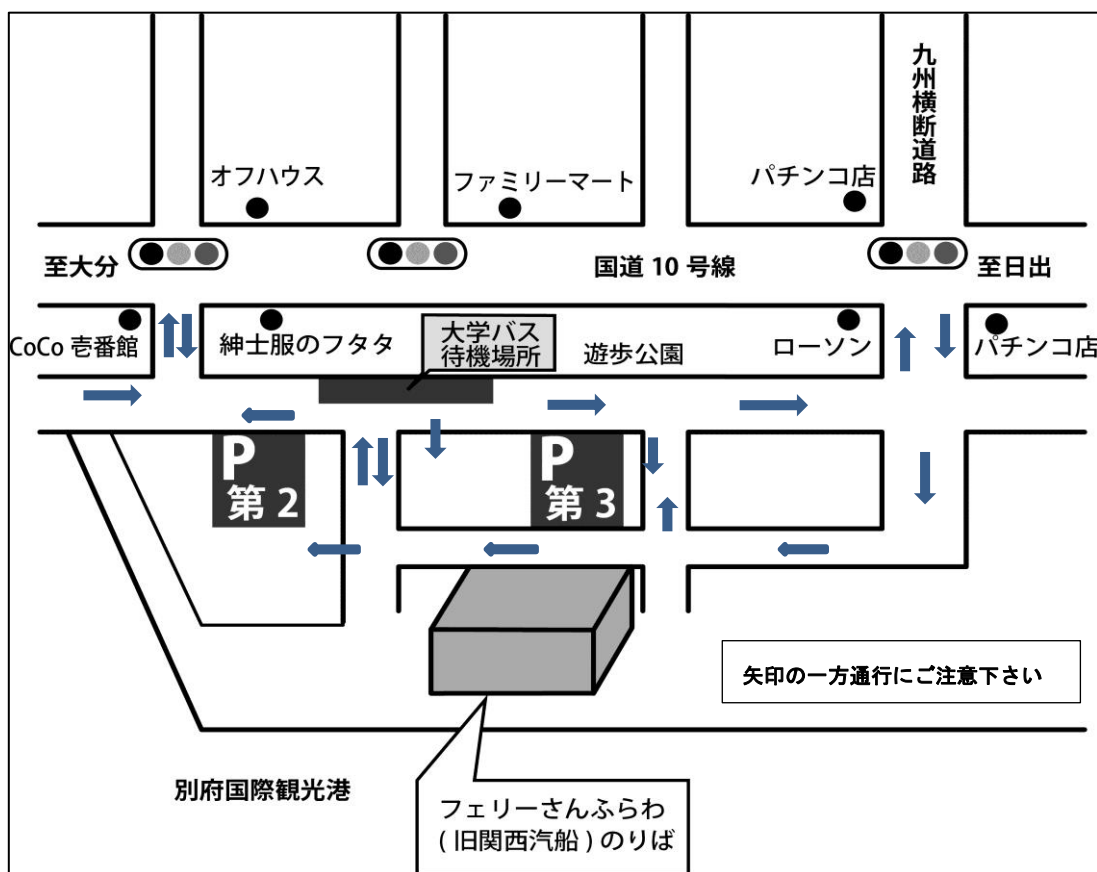 九州横断道路
オフハウス
ファミリーマート
パチンコ店
至大分
国道 10 号線
至日出
CoCo 壱番館
紳士服のフタタ
大学バス
待機場所
遊歩公園
ローソン
パチンコ店
P
第 2
P
第 3
矢印の一方通行にご注意下さい
別府国際観光港
フェリーさんふらわ
( 旧関西汽船 ) のりば